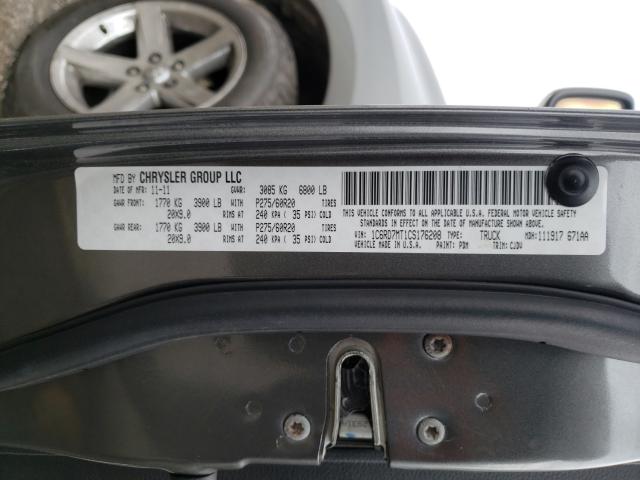 MFD BY CHRYSLER GROUP LLC
DATE OF MFR: 11-11 GVWR: 3085 KG 6800 LB
GAWR FRONT: 1770 KG 3900 LB WITH P275/60R20 TIRES
20X9.0 RIMS AT 240 KPA ( 35 PSI) COLD
GAWR REAR: 1770 KG 3900 LB WITH P275/60R20 TIRES
20X9.0 RIMS AT 240 KPA ( 35 PSI) COLD
THIS VEHICLE CONFORMS TO ALL APPLICABLE U.S.A. FEDERAL MOTOR VEHICLE SAFETY
STANDARDS IN EFFECT ON THE DATE OF MANUFACTURE SHOWN ABOVE.
VIN: 1C6RD7MT1CS176208 TYPE: TRUCK MDH: 111917 671AA
VEHICLE MADE IN U.S.A. PAINT: PDM TRIM: CJDV